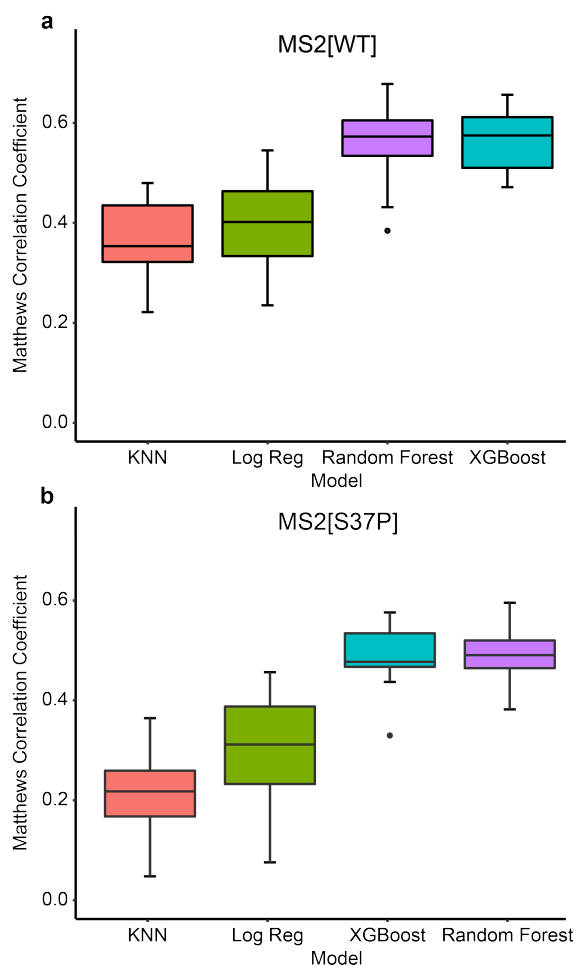 a
MS2[WT]
Matthews Correlation Coefficient
0.6
0.4
0.2
0.0
KNN Log Reg Random Forest XGBoost
Model
b
MS2[S37P]
Matthews Correlation Coefficient
0.6
0.4
0.2
0.0
KNN Log Reg XGBoost Random Forest
Model